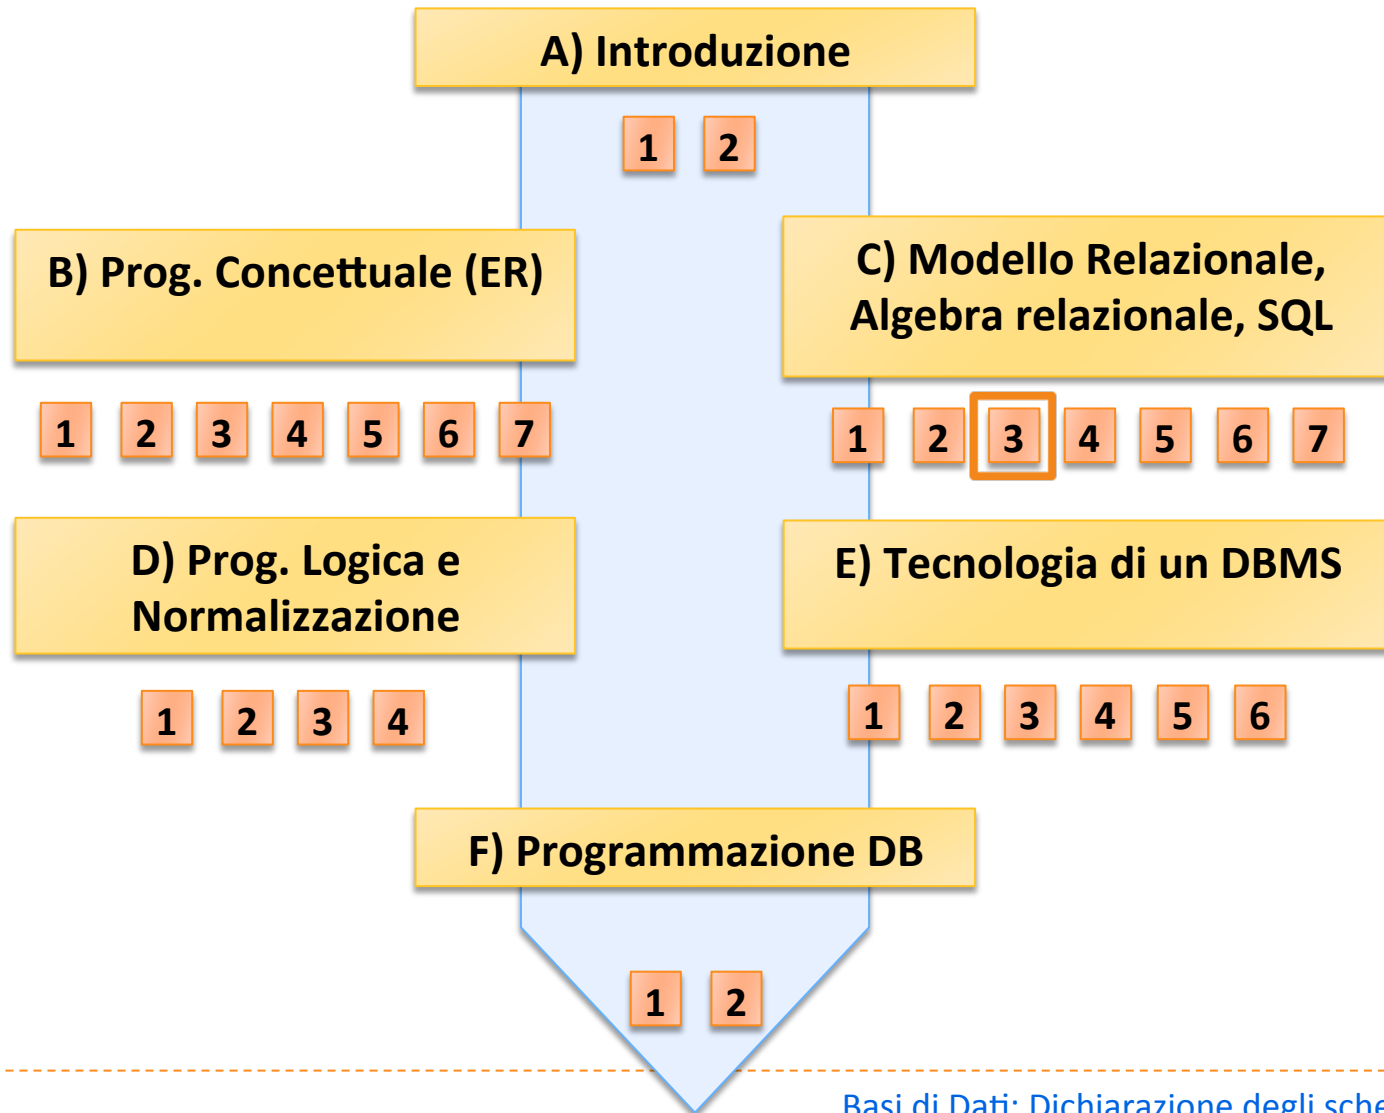 A) Introduzione
1 2
B) Prog. Concettuale (ER)
C) Modello Relazionale,
Algebra relazionale, SQL
1 2 3 4 5 6 7
1 2 3 4 5 6 7
D) Prog. Logica e
Normalizzazione
E) Tecnologia di un DBMS
1 2 3 4
1 2 3 4 5 6
F) Programmazione DB
1 2
Basi di Dati: Dichiarazione degli